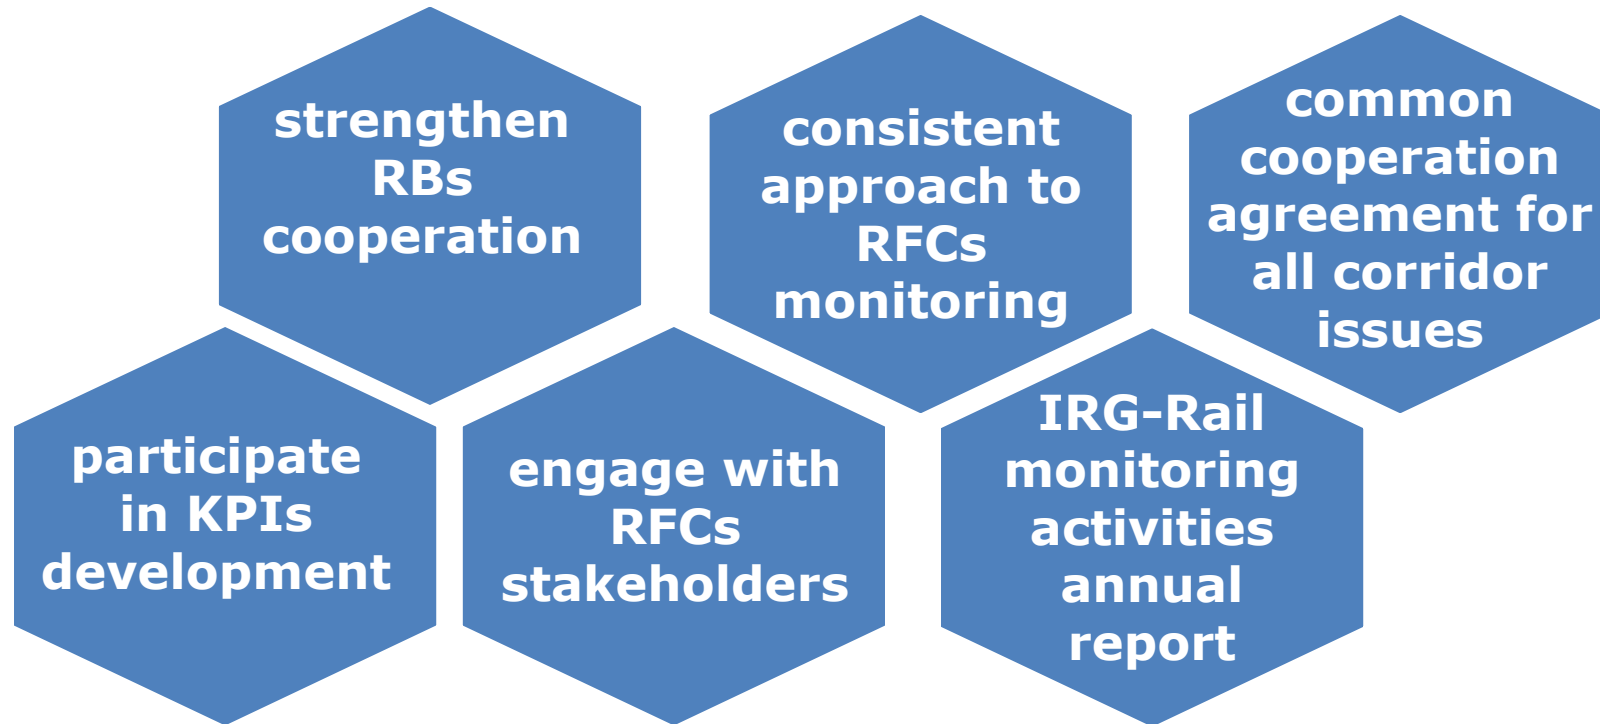 strengthen
RBs
cooperation
consistent
approach to
RFCs
monitoring
common
cooperation
agreement for
all corridor
issues
participate
in KPIs
development
engage with
RFCs
stakeholders
IRG-Rail
monitoring
activities
annual
report